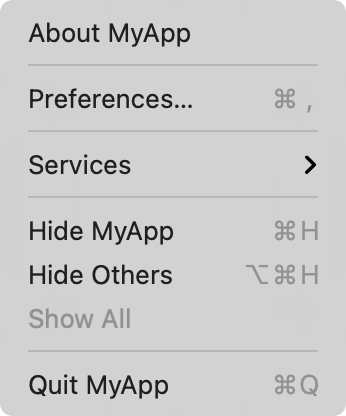 About MyApp
Preferences... ⌘ ,
Services
Hide MyApp ⌘H
Hide Others ⌥⌘H
Show All
Quit MyApp ⌘Q